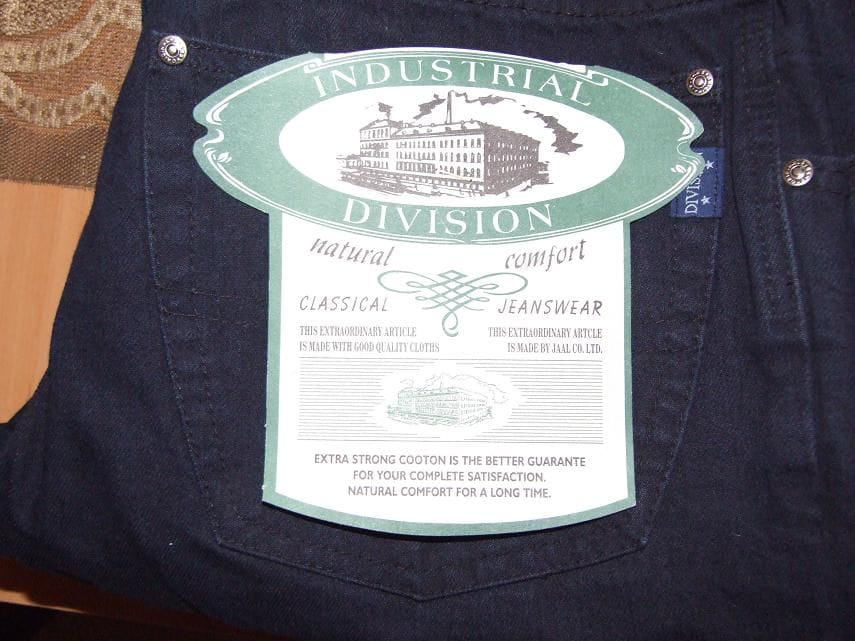 INDUSTRIAL
DIVISION
natural comfort
CLASSICAL JEANSWEAR
THIS EXTRAORDINARY ARTICLE
IS MADE WITH GOOD QUALITY CLOTHS
THIS EXTRAORDINARY ARTCLE
IS MADE BY JAAL CO. LTD.
EXTRA STRONG COOTON IS THE BETTER GUARANTE
FOR YOUR COMPLETE SATISFACTION.
NATURAL COMFORT FOR A LONG TIME.